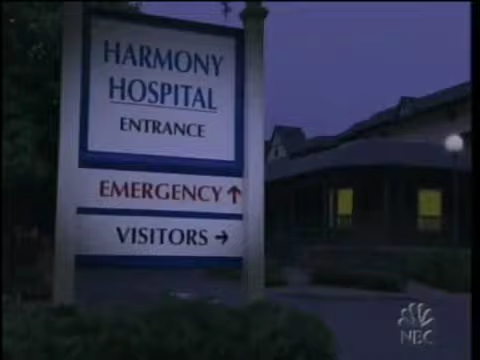 HARMONY
HOSPITAL
ENTRANCE
EMERGENCY ↑
VISITORS →
NBC